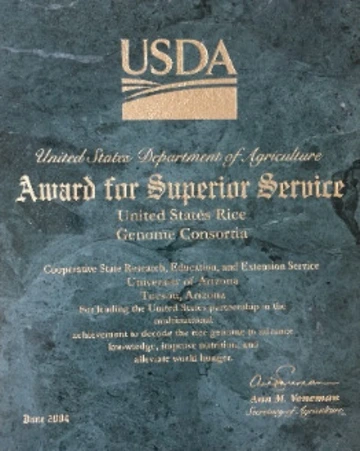 USDA
United States Department of Agriculture
Award for Superior Service
United States Rice
Genome Consortia
Cooperative State Research, Education, and Extension Service
University of Arizona
Tucson, Arizona
For leading the United States partnership in the
multinational
achievement to decode the rice genome to enhance
knowledge, improve nutrition, and
alleviate world hunger.
Ann M. Veneman
Secretary of Agriculture
June 2004